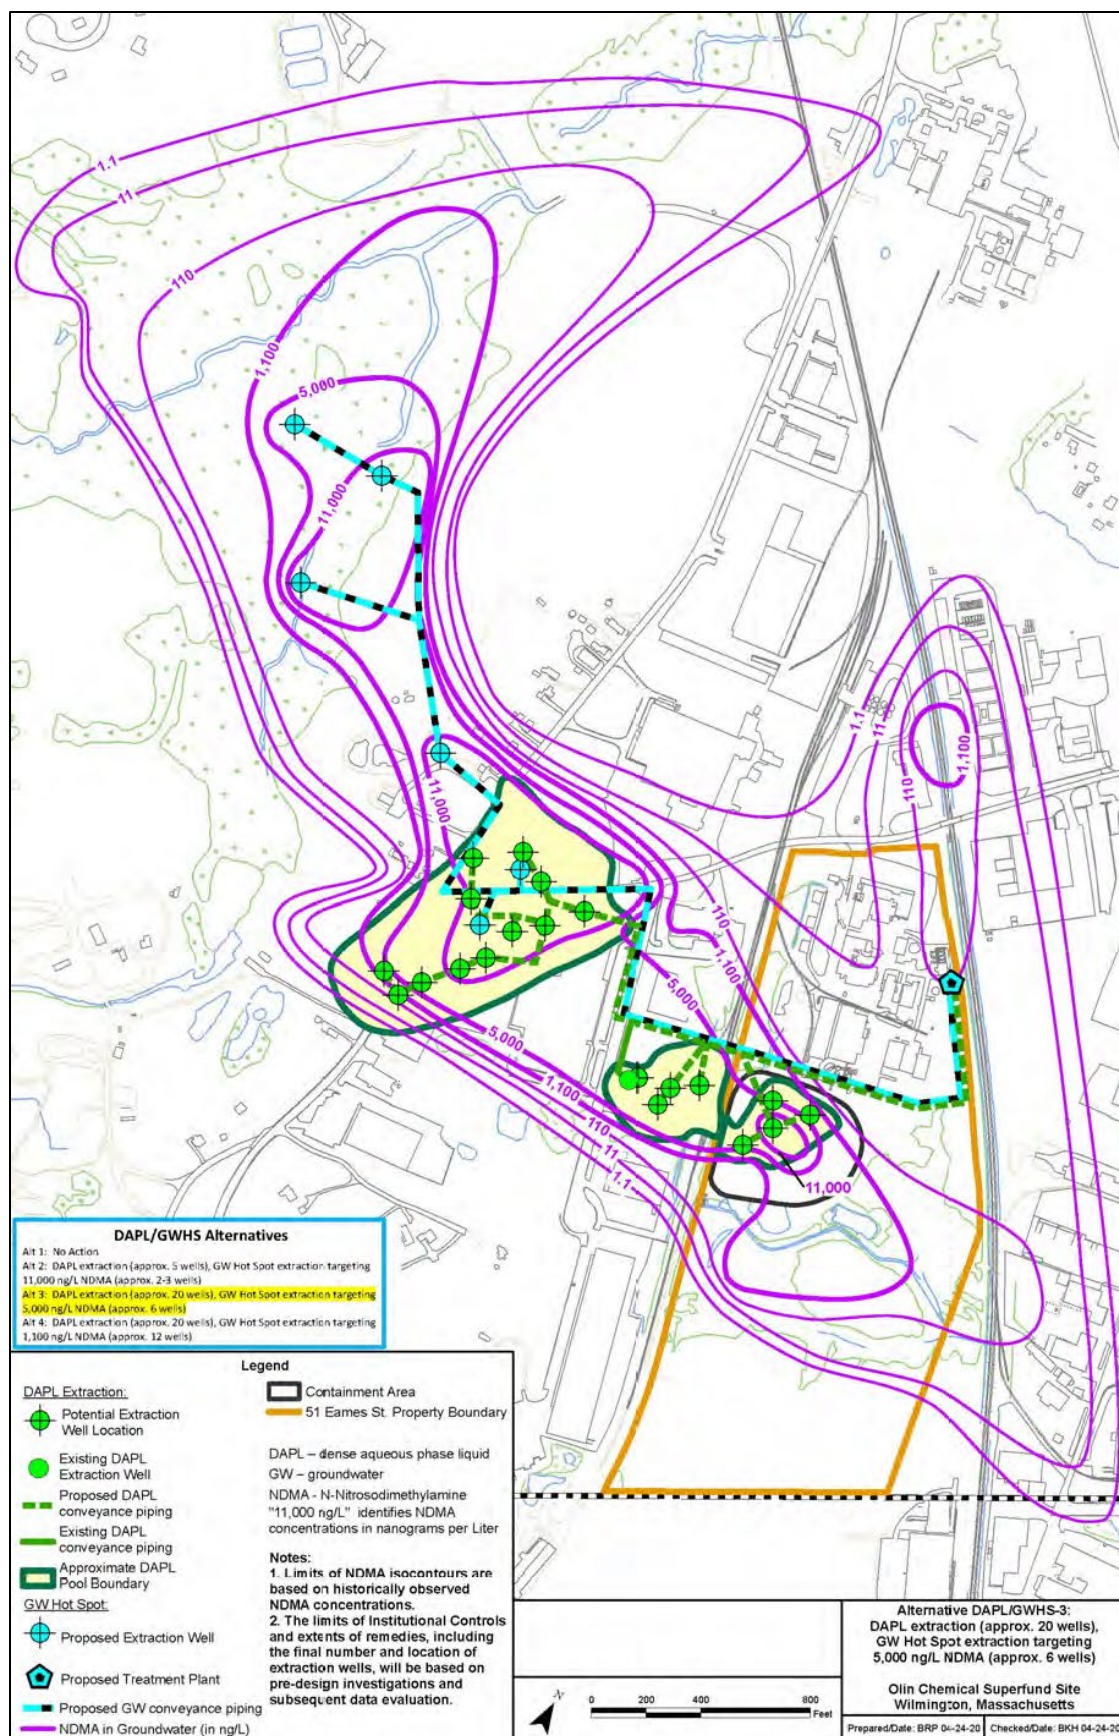 1.1
11
110
1,100
5,000
11,000
11,000
1.1
11
110
1,100
110
1,100
5,000
5,000
1,100
110
11
1.1
11,000
DAPL/GWHS Alternatives
Alt 1: No Action
Alt 2: DAPL extraction (approx. 5 wells), GW Hot Spot extraction targeting
11,000 ng/L NDMA (approx. 2-3 wells)
Alt 3: DAPL extraction (approx. 20 wells), GW Hot Spot extraction targeting
5,000 ng/L NDMA (approx. 6 wells)
Alt 4: DAPL extraction (approx. 20 wells), GW Hot Spot extraction targeting
1,100 ng/L NDMA (approx. 12 wells)
Legend
DAPL Extraction:
Potential Extraction
Well Location
Existing DAPL
Extraction Well
Proposed DAPL
conveyance piping
Existing DAPL
conveyance piping
Approximate DAPL
Pool Boundary
GW Hot Spot:
Proposed Extraction Well
Proposed Treatment Plant
Proposed GW conveyance piping
NDMA in Groundwater (in ng/L)
Containment Area
51 Eames St. Property Boundary
DAPL – dense aqueous phase liquid
GW – groundwater
NDMA - N-Nitrosodimethylamine
"11,000 ng/L" identifies NDMA
concentrations in nanograms per Liter
Notes:
1. Limits of NDMA isocontours are
based on historically observed
NDMA concentrations.
2. The limits of Institutional Controls
and extents of remedies, including
the final number and location of
extraction wells, will be based on
pre-design investigations and
subsequent data evaluation.
N
0 200 400 800
Feet
Alternative DAPL/GWHS-3:
DAPL extraction (approx. 20 wells),
GW Hot Spot extraction targeting
5,000 ng/L NDMA (approx. 6 wells)
Olin Chemical Superfund Site
Wilmington, Massachusetts
Prepared/Date: BRP 04-24-20 Checked/Date: BKH 04-24-20